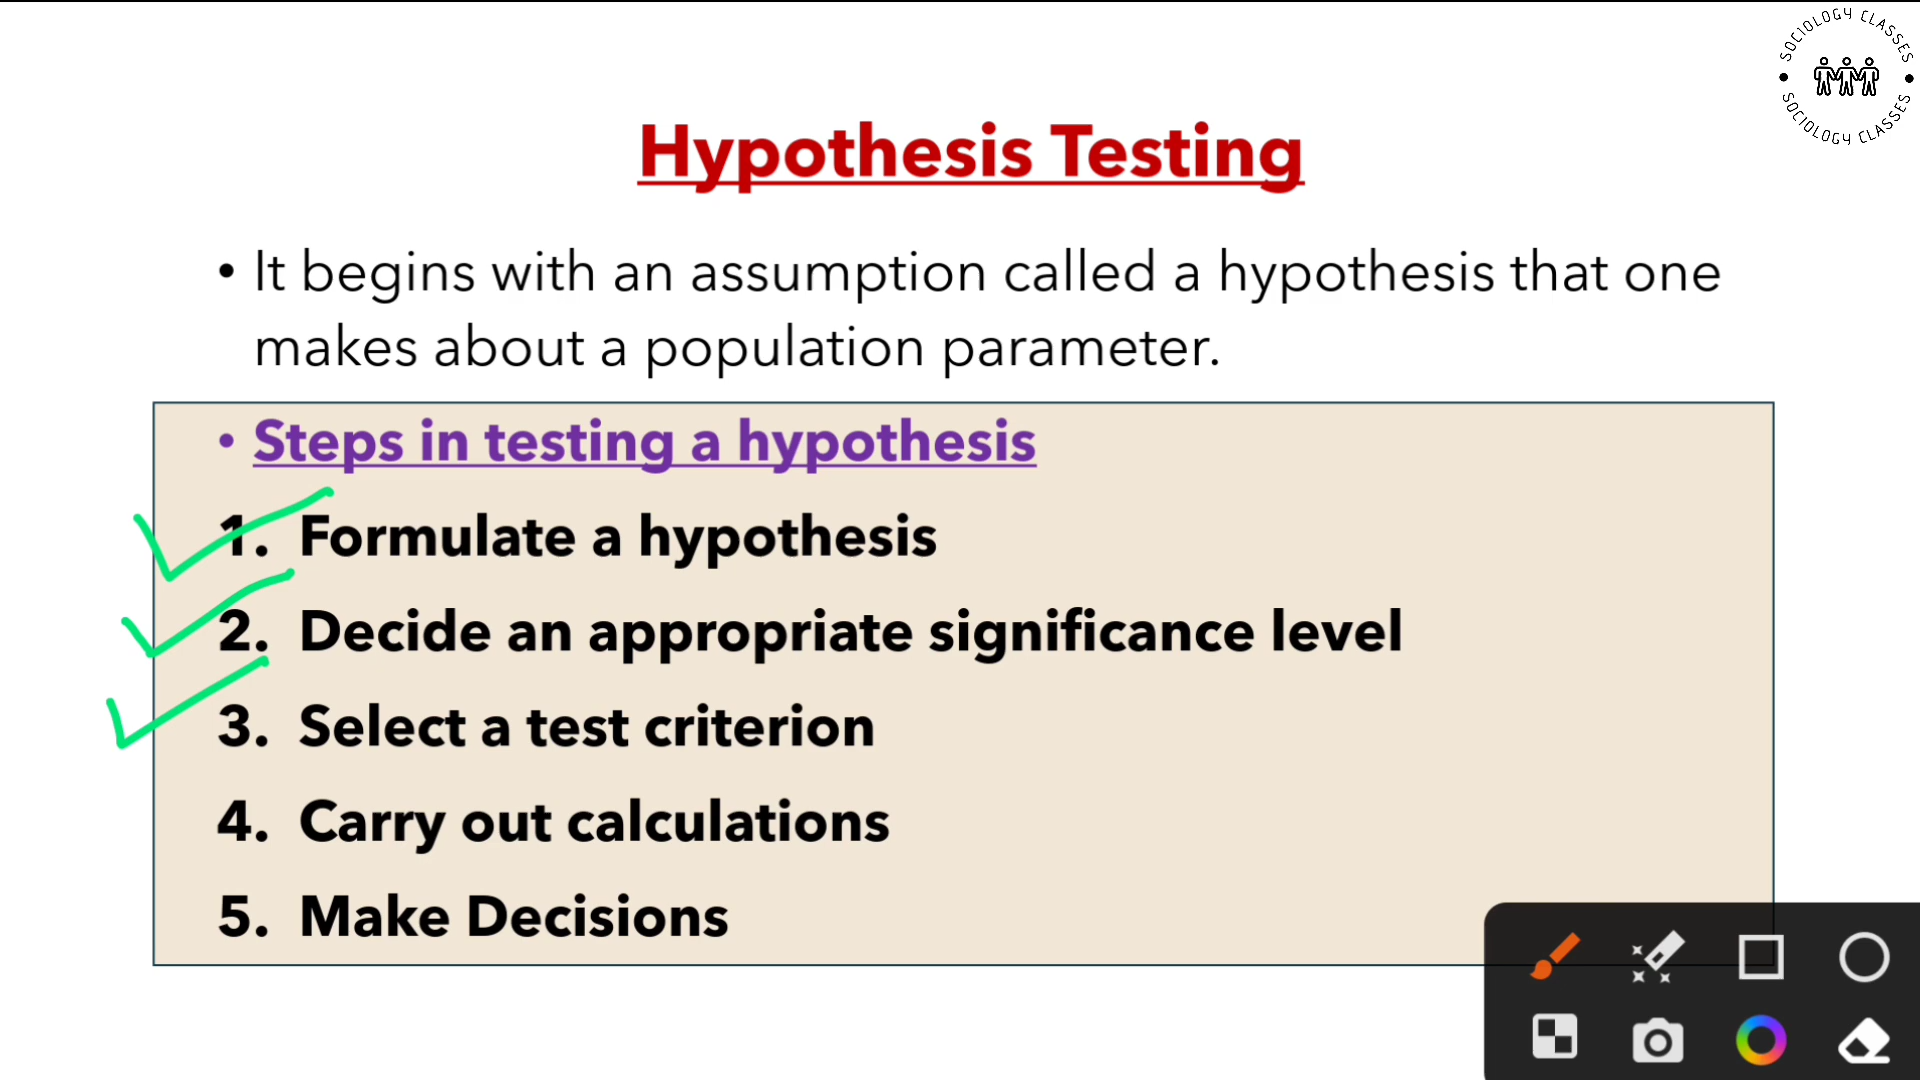 SOCIOLOGY CLASSES
SOCIOLOGY CLASSES
Hypothesis Testing
• It begins with an assumption called a hypothesis that one
makes about a population parameter.
• Steps in testing a hypothesis
1. Formulate a hypothesis
2. Decide an appropriate significance level
3. Select a test criterion
4. Carry out calculations
5. Make Decisions